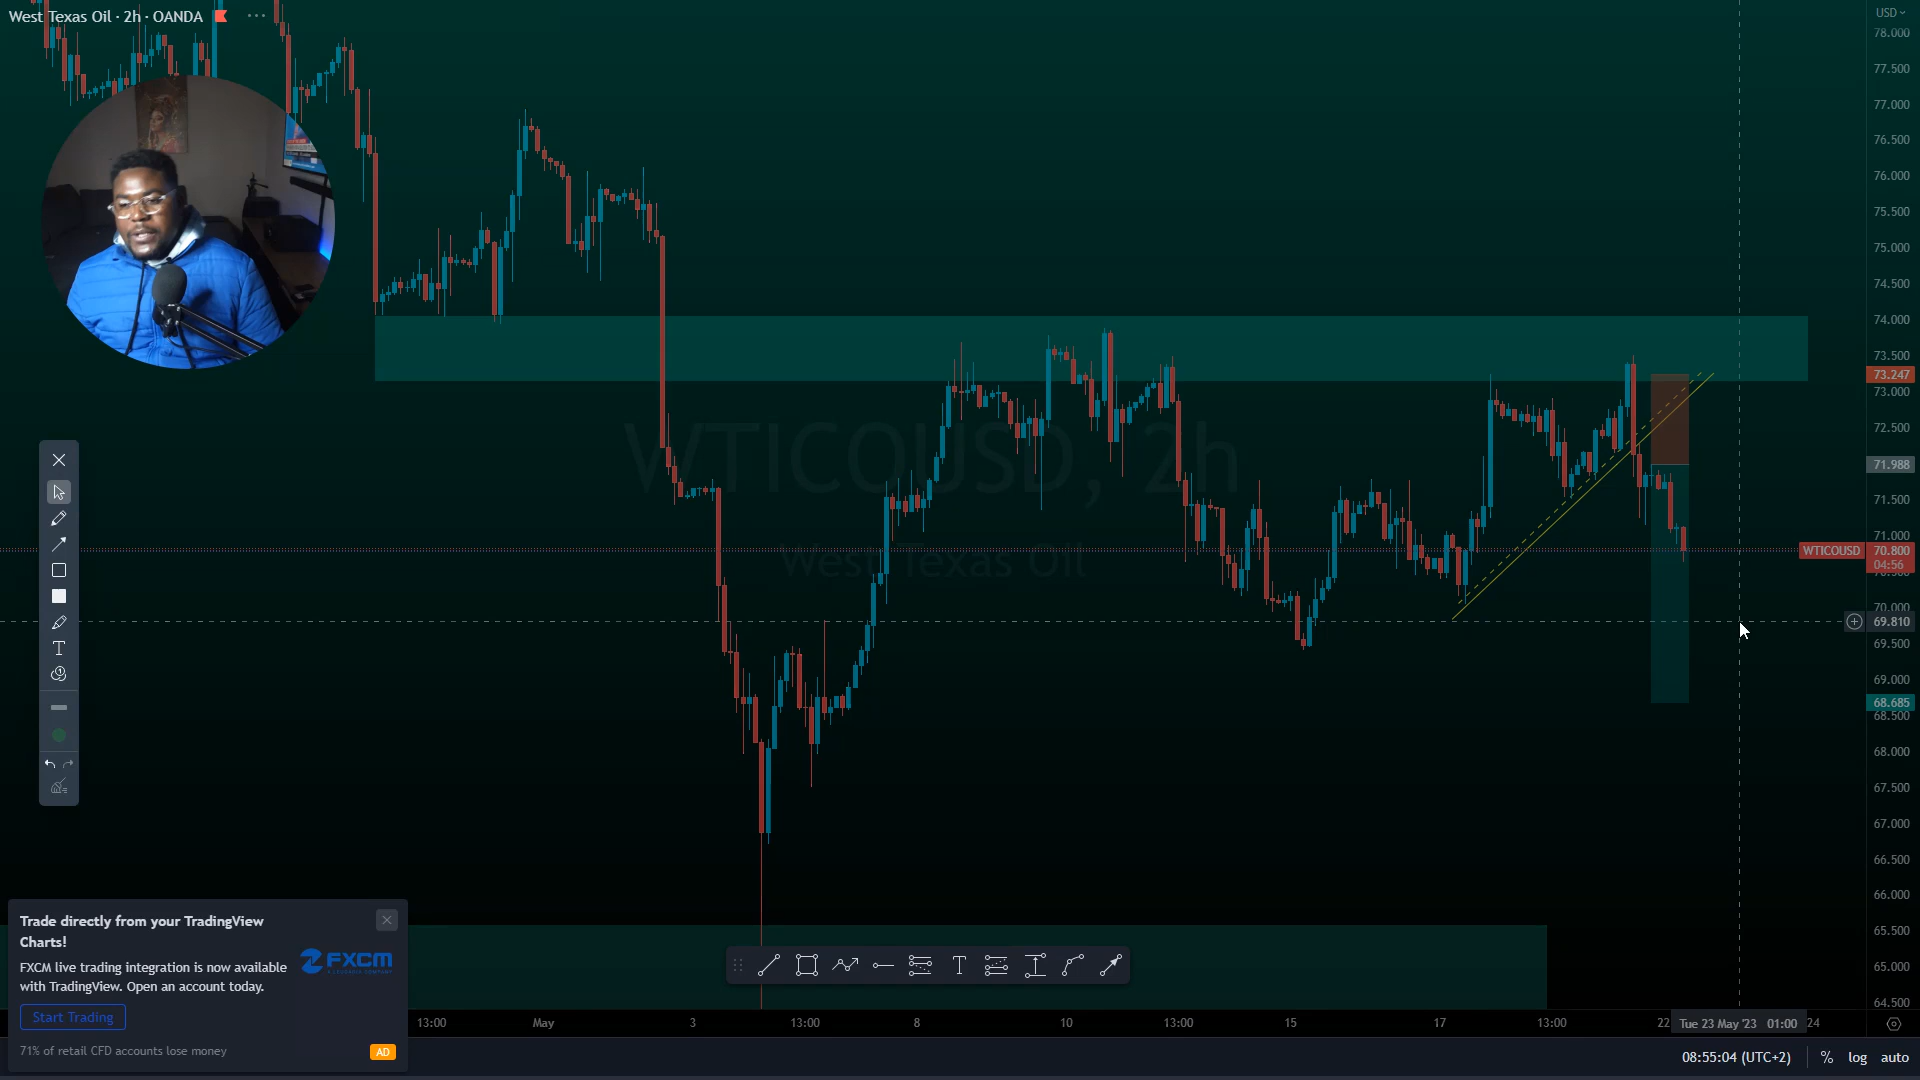 West Texas Oil · 2h · OANDA
USD
78.000
77.500
77.000
76.500
76.000
75.500
75.000
74.500
74.000
73.500
73.247
73.000
72.500
71.988
71.500
71.000
WTICOUSD 70.800
04:56
70.000
69.810
69.500
69.000
68.685
68.500
68.000
67.500
67.000
66.500
66.000
65.500
65.000
64.500
WTICOUSD, 2h
West Texas Oil
Trade directly from your TradingView
Charts!
FXCM live trading integration is now available
with TradingView. Open an account today.
FXCM
Start Trading
71% of retail CFD accounts lose money
AD
13:00 May 3 13:00 8 10 13:00 15 17 13:00 22 Tue 23 May '23 01:00 24
08:55:04 (UTC+2) % log auto